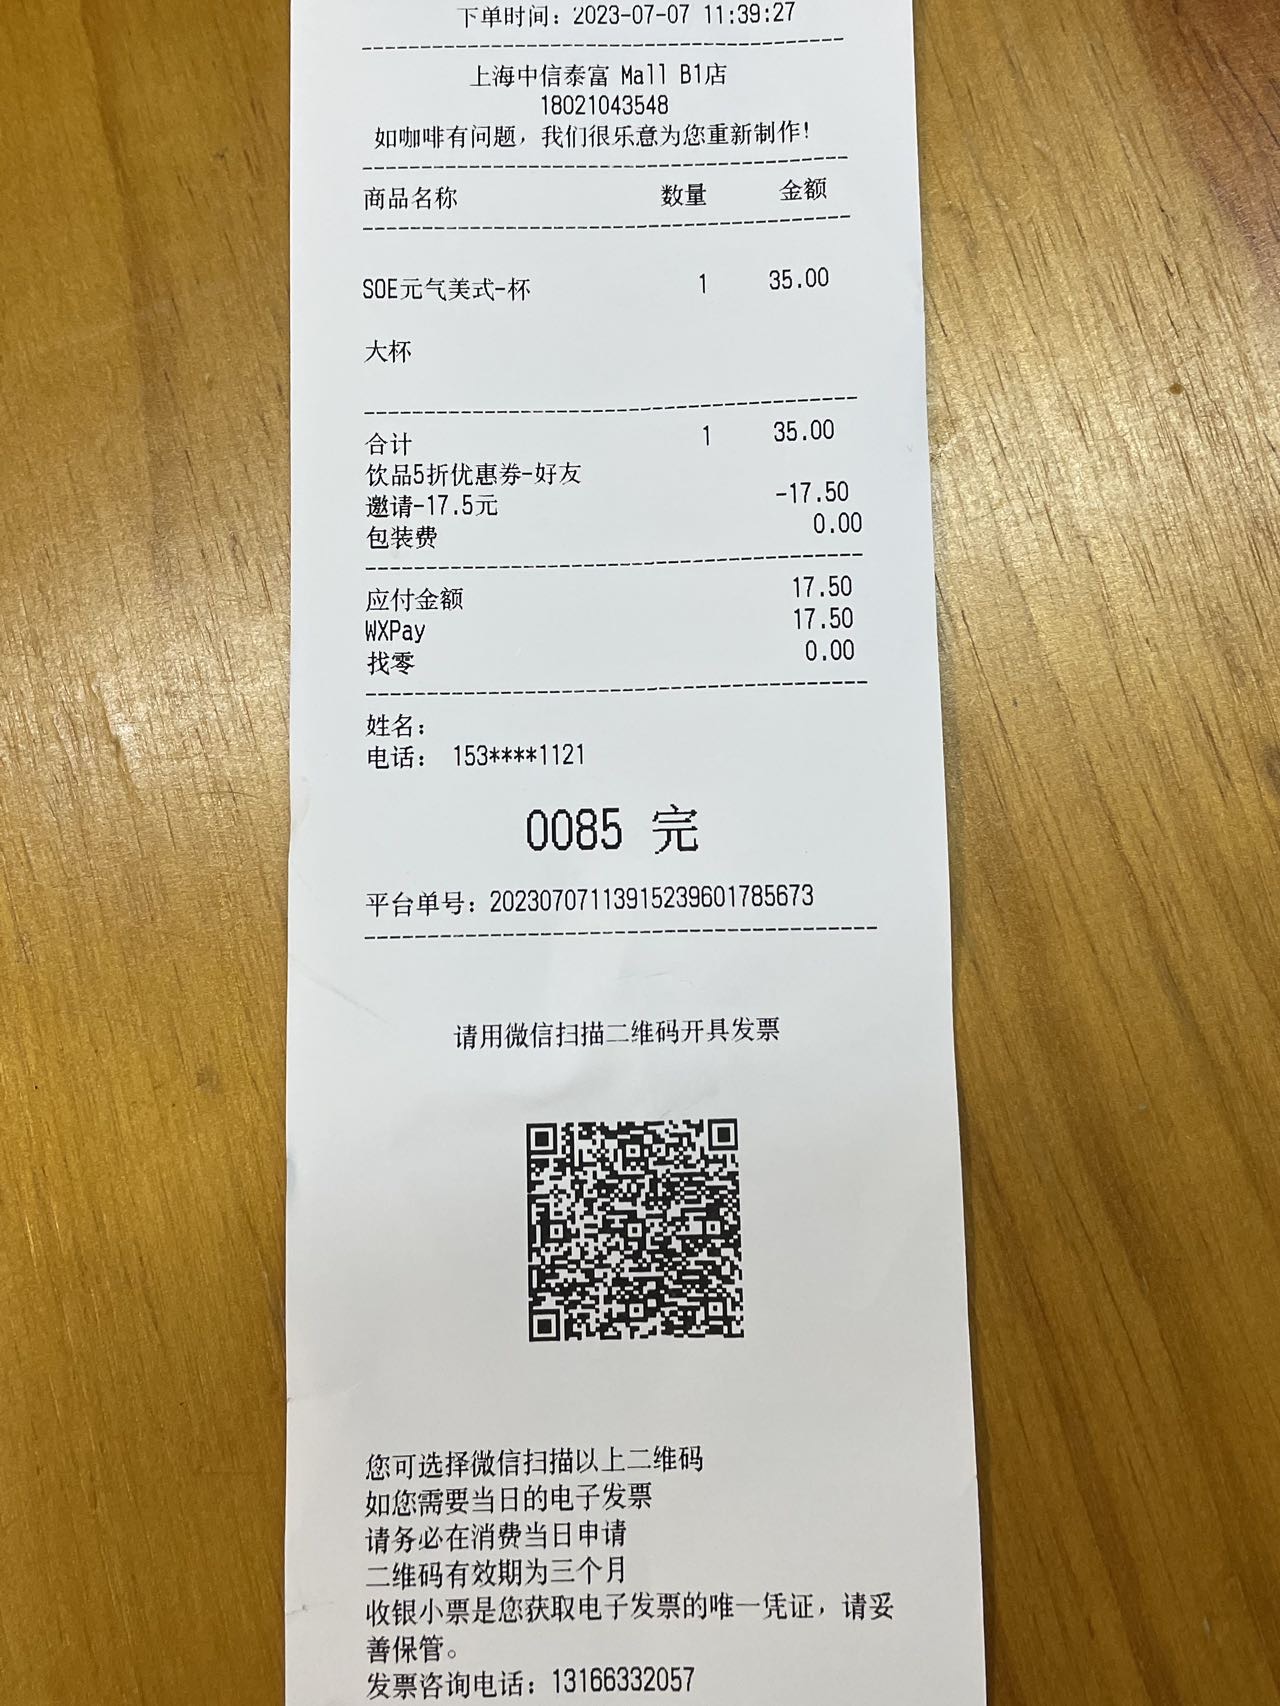 下单时间：2023-07-07 11:39:27
上海中信泰富 Mall B1店
18021043548
如咖啡有问题，我们很乐意为您重新制作！
商品名称 数量 金额
SOE元气美式-杯 1 35.00
大杯
合计 1 35.00
饮品5折优惠券-好友
邀请-17.5元 -17.50
包装费 0.00
应付金额 17.50
WXPay 17.50
找零 0.00
姓名：
电话： 153****1121
0085 完
平台单号：20230707113915239601785673
请用微信扫描二维码开具发票
您可选择微信扫描以上二维码
如您需要当日的电子发票
请务必在消费当日申请
二维码有效期为三个月
收银小票是您获取电子发票的唯一凭证，请妥
善保管。
发票咨询电话：13166332057